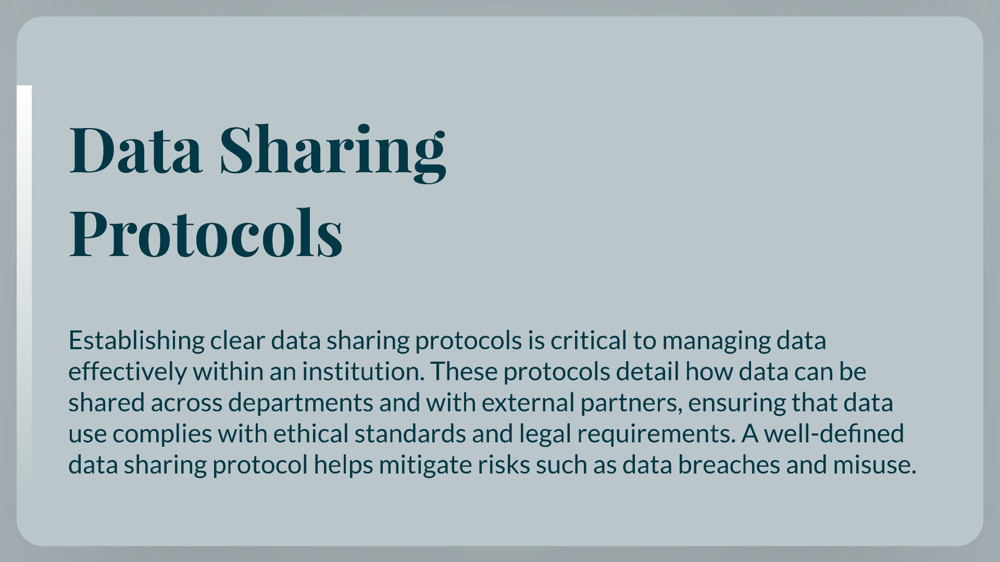 Data Sharing
Protocols
Establishing clear data sharing protocols is critical to managing data
effectively within an institution. These protocols detail how data can be
shared across departments and with external partners, ensuring that data
use complies with ethical standards and legal requirements. A well-defined
data sharing protocol helps mitigate risks such as data breaches and misuse.